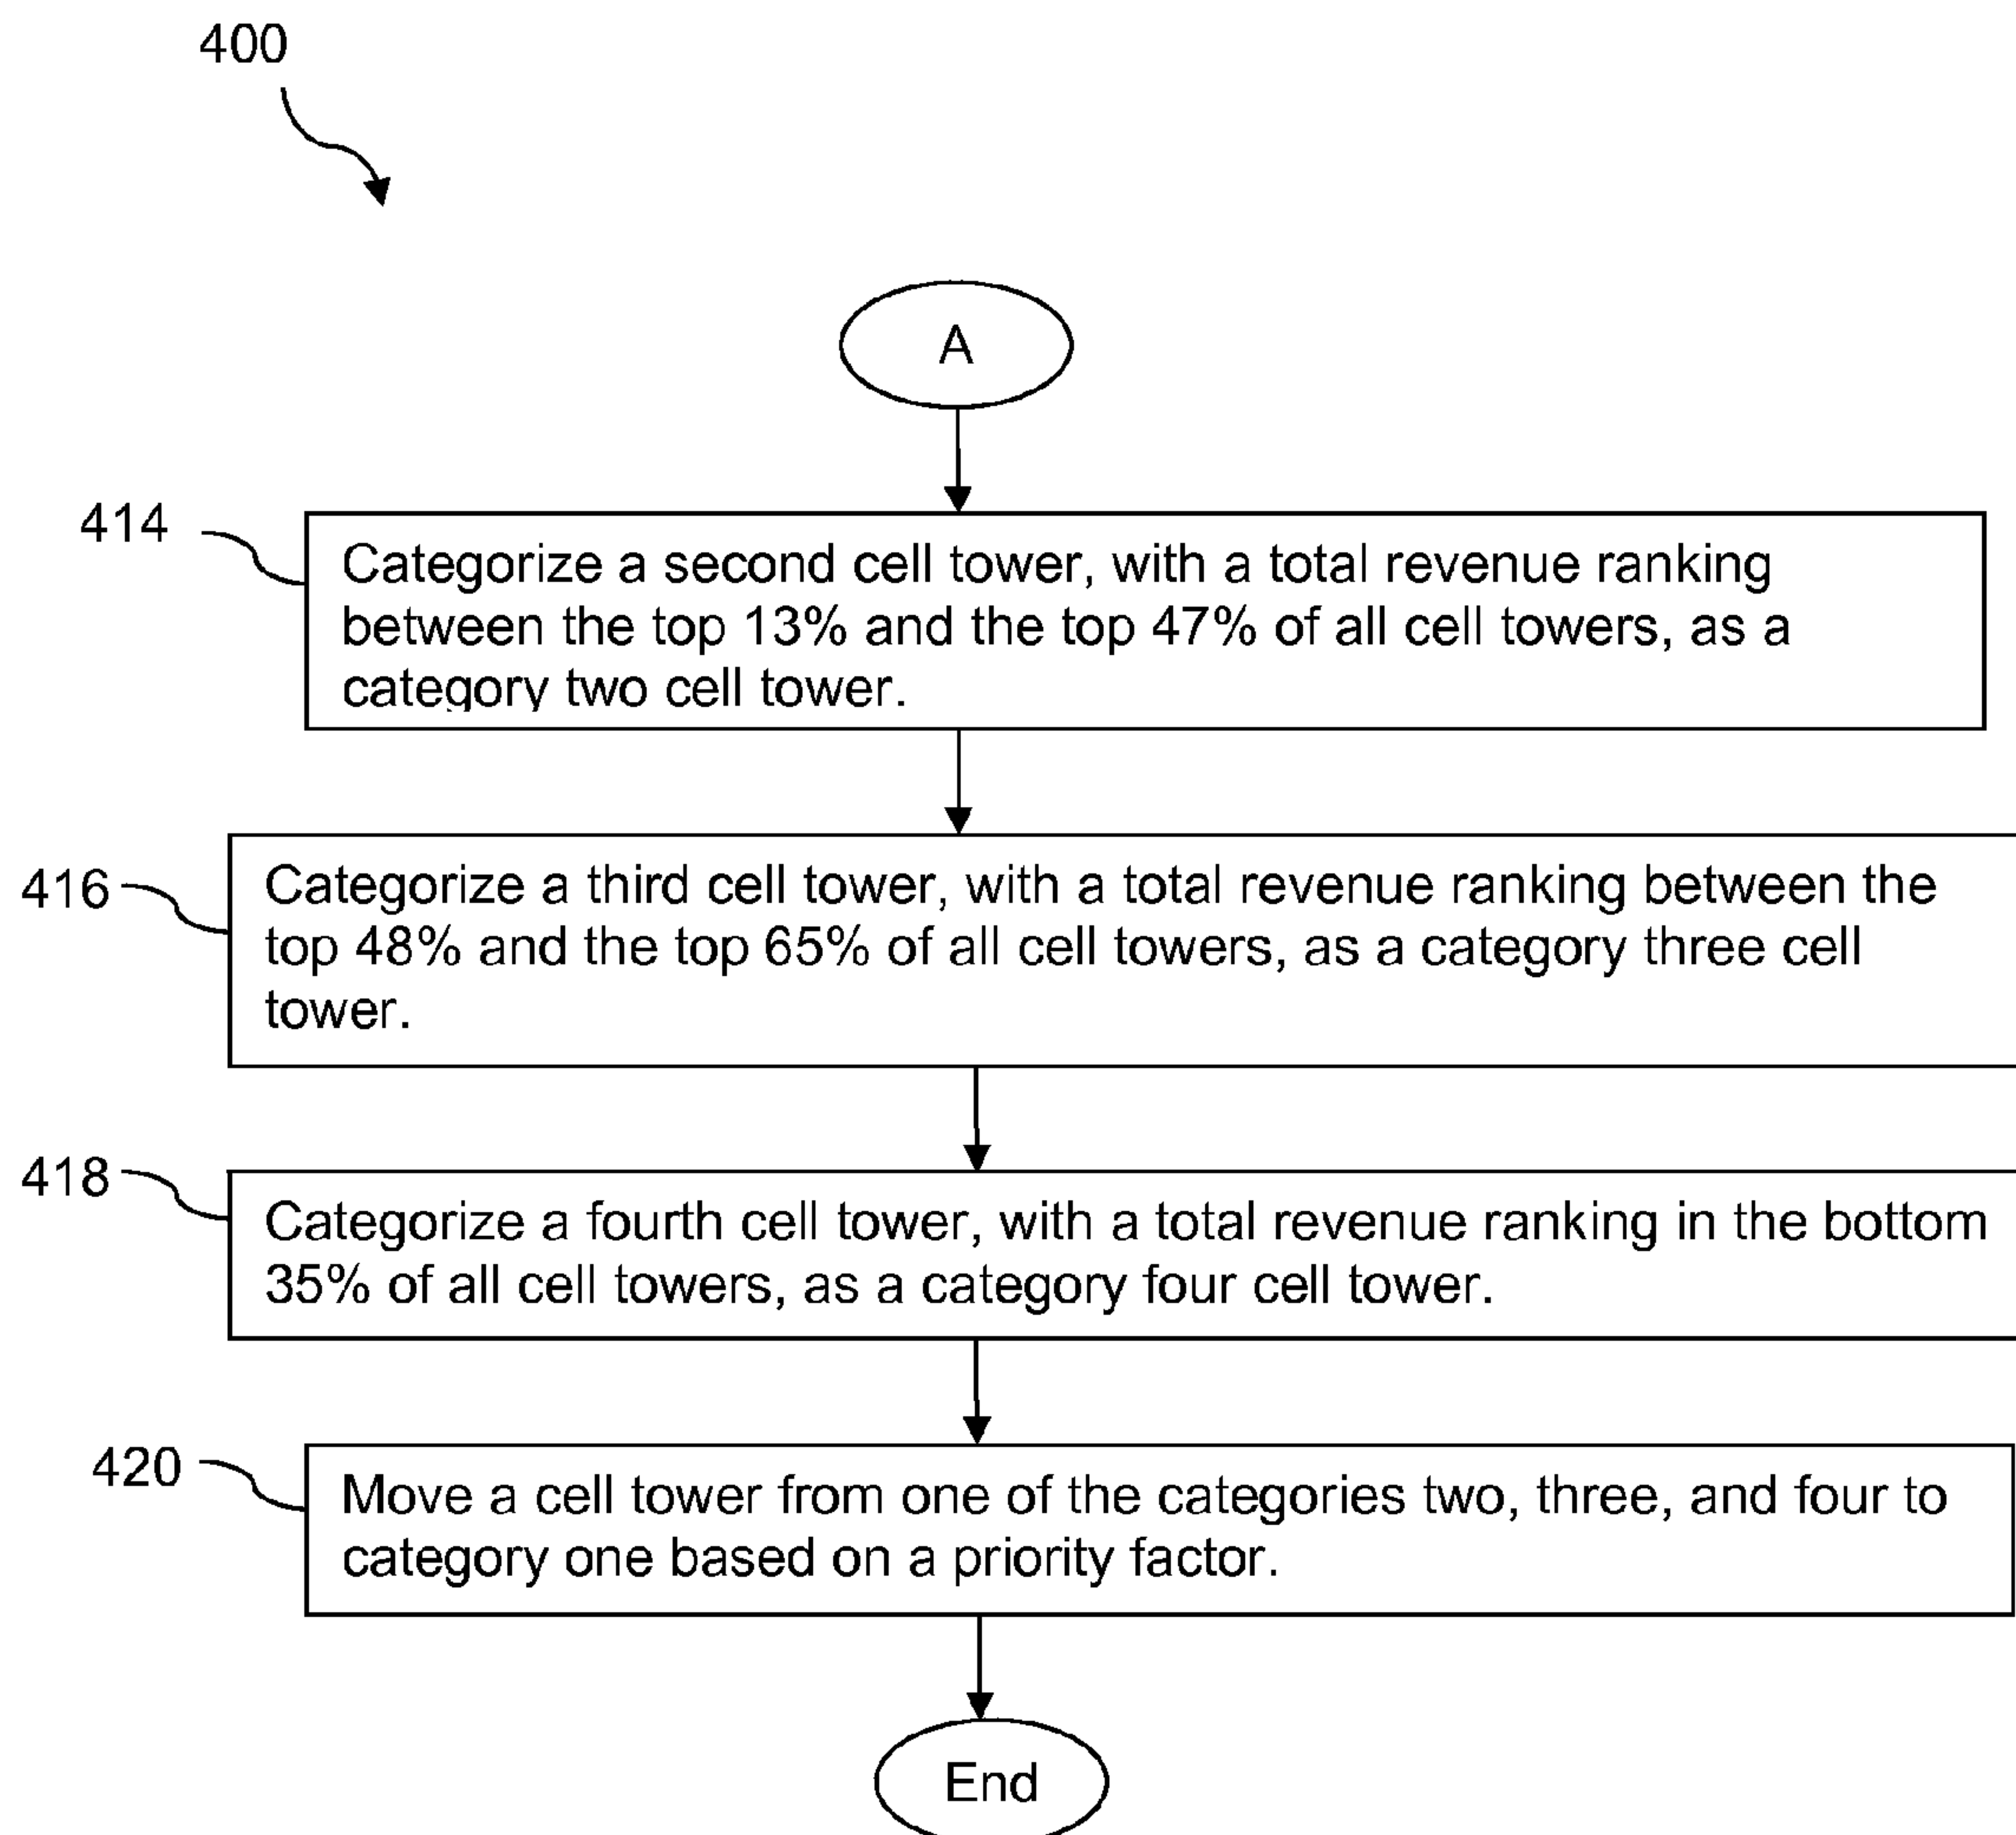 400
A
414
Categorize a second cell tower, with a total revenue ranking
between the top 13% and the top 47% of all cell towers, as a
category two cell tower.
416
Categorize a third cell tower, with a total revenue ranking between the
top 48% and the top 65% of all cell towers, as a category three cell
tower.
418
Categorize a fourth cell tower, with a total revenue ranking in the bottom
35% of all cell towers, as a category four cell tower.
420
Move a cell tower from one of the categories two, three, and four to
category one based on a priority factor.
End